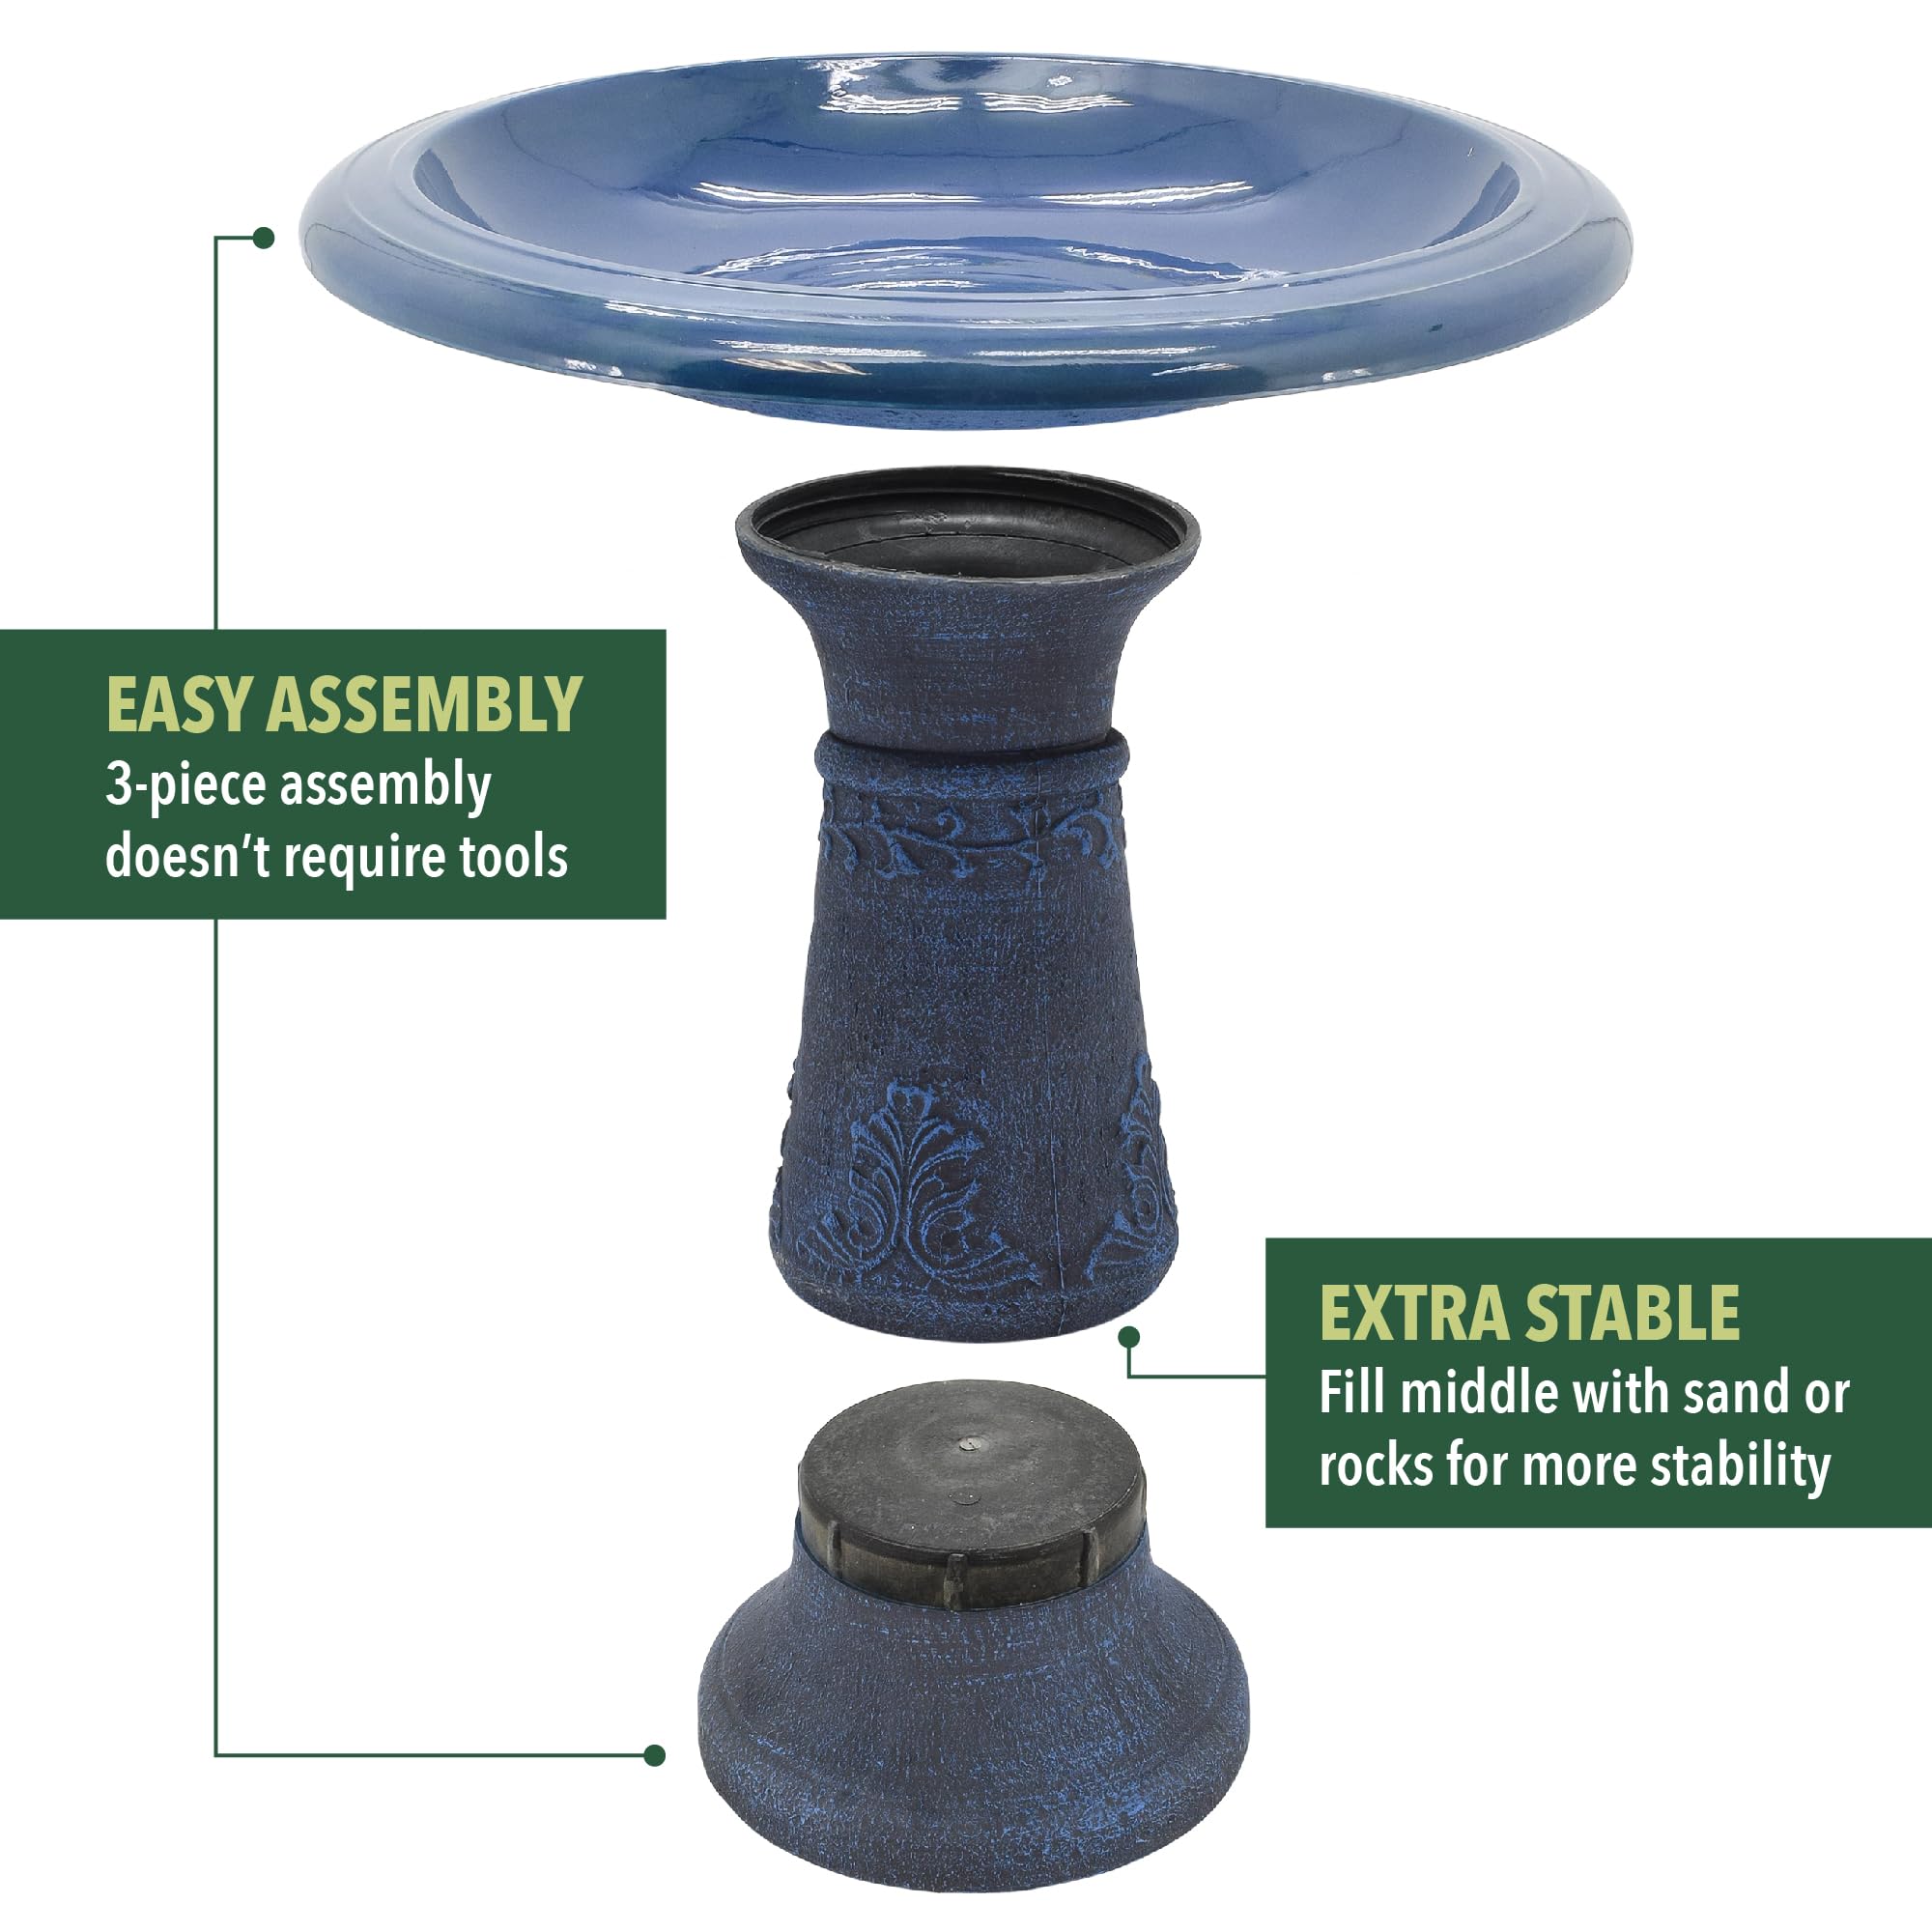 EASY ASSEMBLY
3-piece assembly
doesn't require tools
EXTRA STABLE
Fill middle with sand or
rocks for more stability